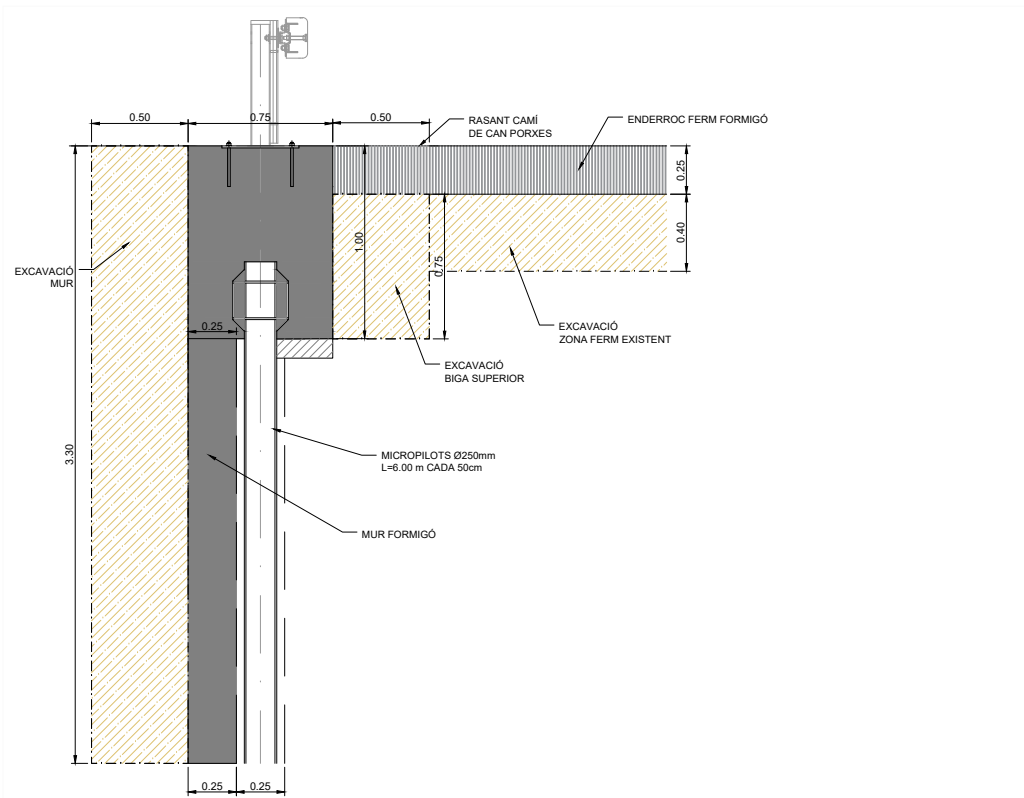 0.50
0.75
0.50
RASANT CAMÍ
DE CAN PORXES
ENDERROC FERM FORMIGÓ
0.25
0.40
1.00
0.75
EXCAVACIÓ
MUR
0.25
EXCAVACIÓ
ZONA FERM EXISTENT
EXCAVACIÓ
BIGA SUPERIOR
3.30
MICROPILOTS Ø250mm
L=6.00 m CADA 50cm
MUR FORMIGÓ
0.25
0.25